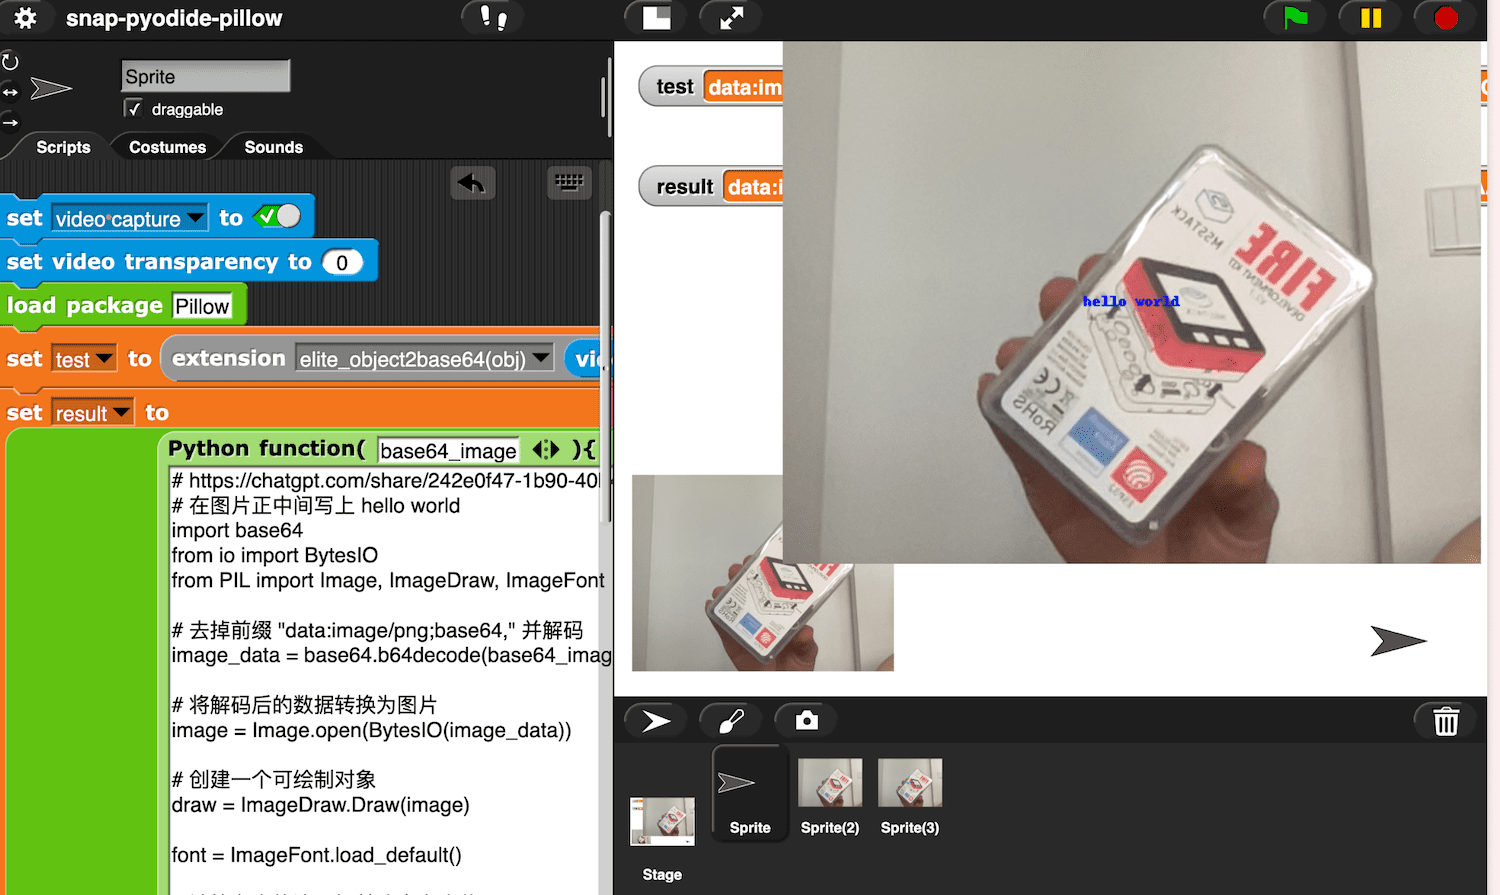 snap-pyodide-pillow
Sprite
draggable
Scripts
Costumes
Sounds
set video capture to
set video transparency to 0
load package Pillow
set test to extension elite_object2base64(obj)
set result to
Python function( base64_image ){
# https://chatgpt.com/share/242e0f47-1b90-40
# 在图片正中间写上 hello world
import base64
from io import BytesIO
from PIL import Image, ImageDraw, ImageFont
# 去掉前缀 "data:image/png;base64," 并解码
image_data = base64.b64decode(base64_imag
# 将解码后的数据转换为图片
image = Image.open(BytesIO(image_data))
# 创建一个可绘制对象
draw = ImageDraw.Draw(image)
font = ImageFont.load_default()
test data:im
result data:i
M5STACK
FIRE
DEVELOPMENT KIT
hello world
CE
RoHS
Sprite
Sprite(2)
Sprite(3)
Stage